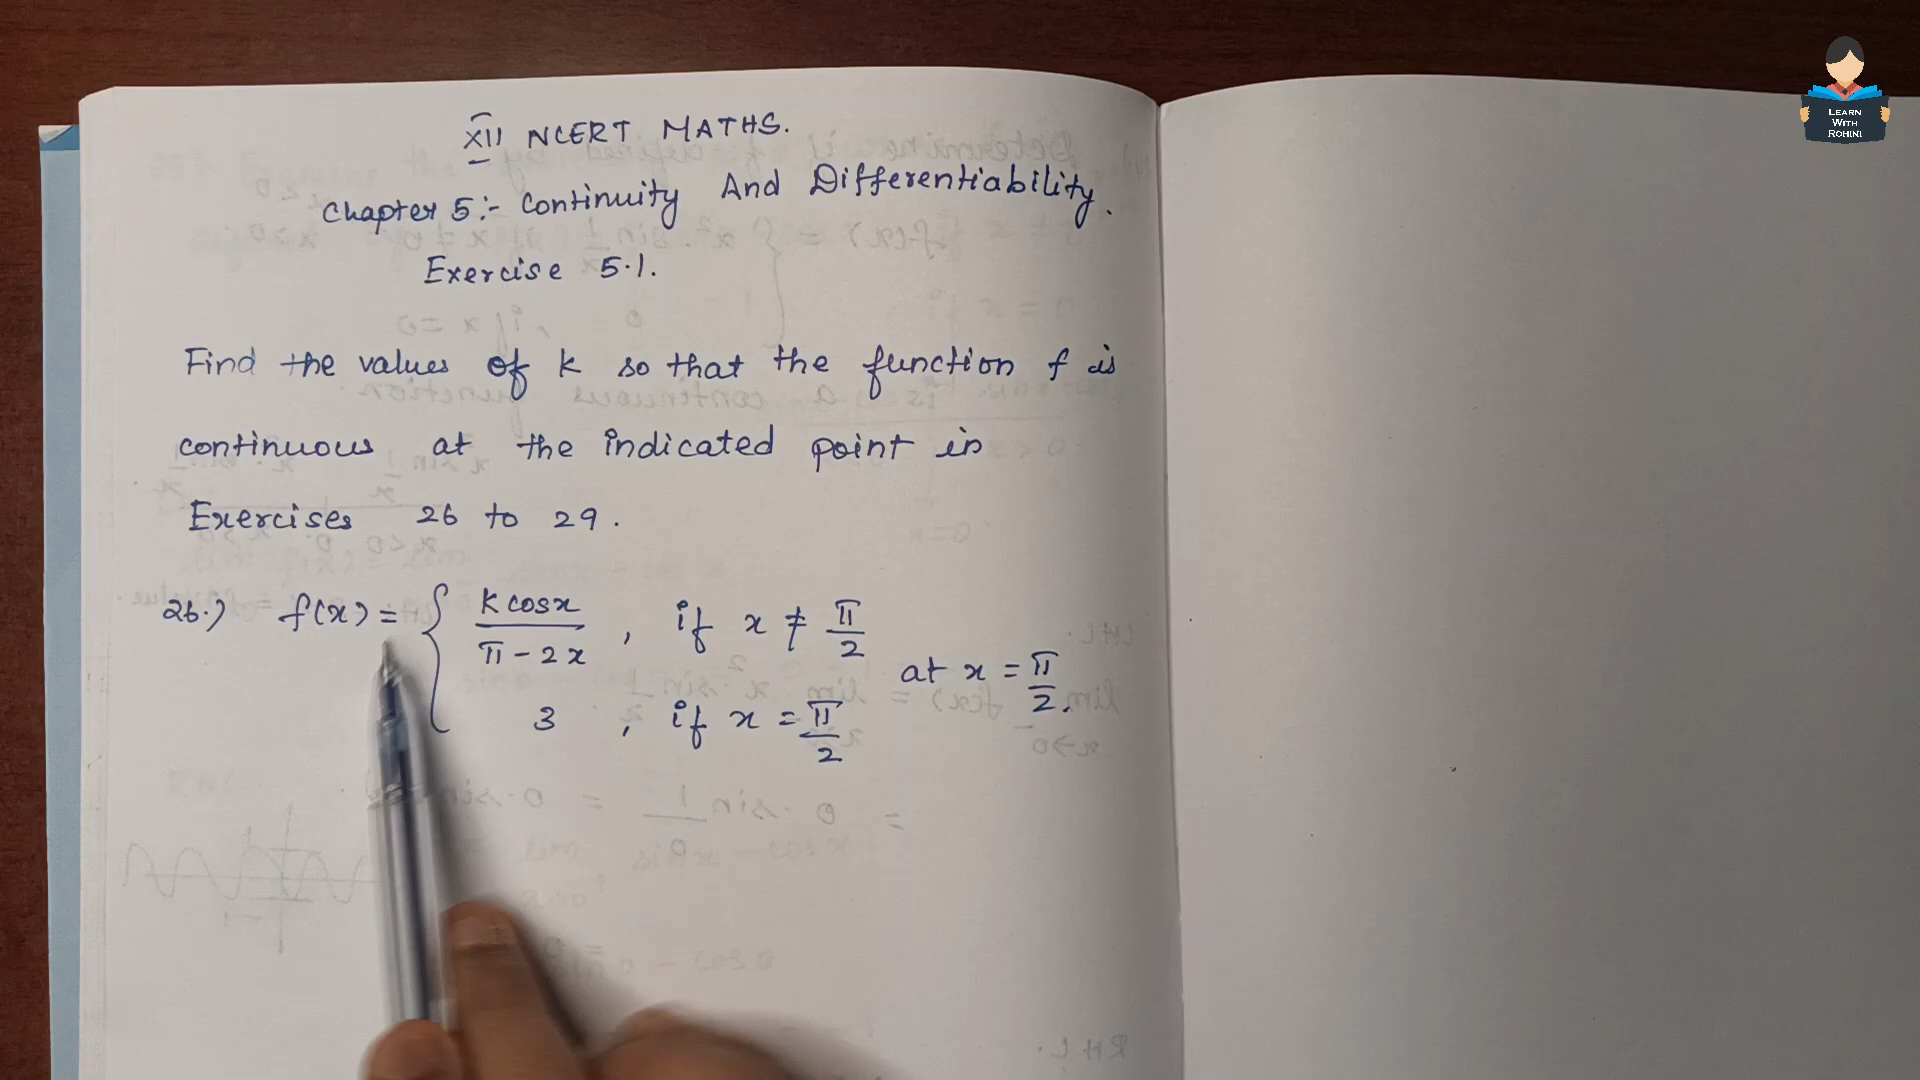 XII NCERT MATHS.
Chapter 5:- Continuity And Differentiability.
Exercise 5.1.
Find the values of k so that the function f is
continuous at the indicated point in
Exercises 26 to 29.
26.) f(x) = { k cosx / π - 2x , if x ≠ π/2
3 , if x = π/2
at x = π/2.
LEARN
WITH
ROHINI